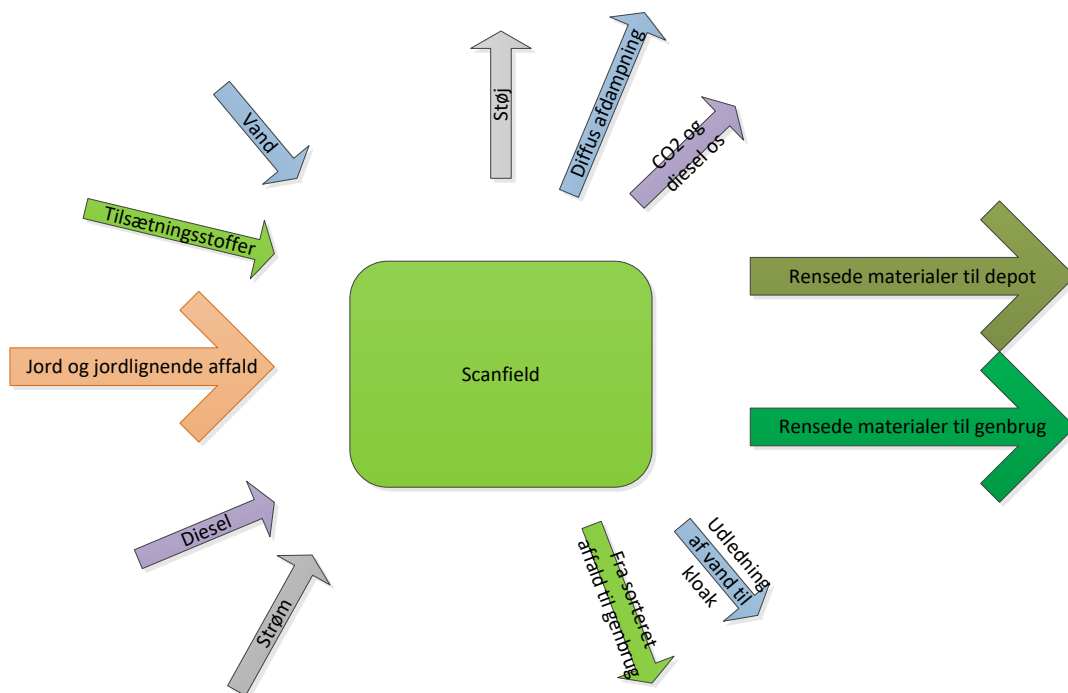 Støj
Diffus afdampning
CO2 og
diesel os
Vand
Tilsætningsstoffer
Rensede materialer til depot
Jord og jordlignende affald
Scanfield
Rensede materialer til genbrug
Diesel
Strøm
Fra sorteret
affald til genbrug
Udledning
af vand til
kloak